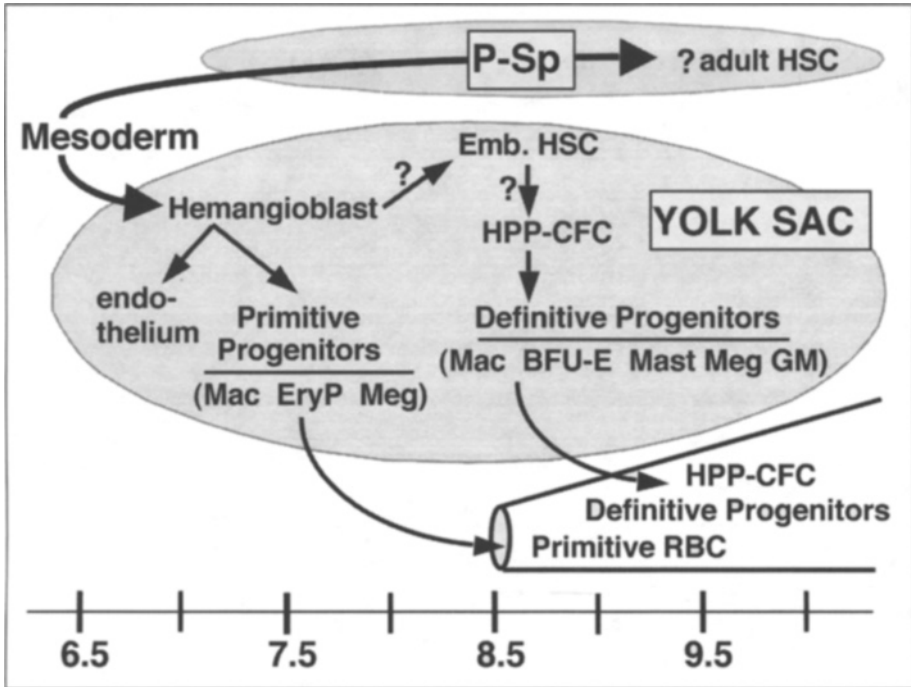 P-Sp
? adult HSC
Mesoderm
Emb. HSC
?
?
Hemangioblast
HPP-CFC
YOLK SAC
endo-
thelium
Primitive
Progenitors
(Mac EryP Meg)
Definitive Progenitors
(Mac BFU-E Mast Meg GM)
HPP-CFC
Definitive Progenitors
Primitive RBC
6.5 7.5 8.5 9.5